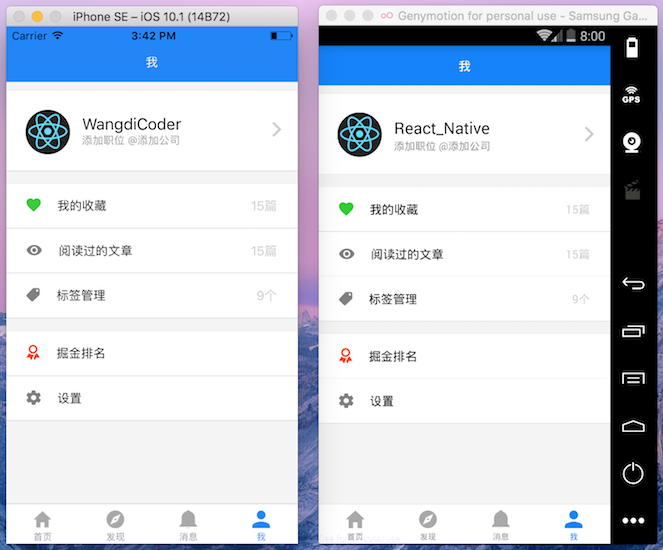 iPhone SE – iOS 10.1 (14B72)
Carrier 3:42 PM
我
WangdiCoder
添加职位 @添加公司
我的收藏 15篇
阅读过的文章 15篇
标签管理 9个
掘金排名
设置
首页 发现 消息 我
Genymotion for personal use - Samsung Ga...
8:00
我
React_Native
添加职位 @添加公司
我的收藏 15篇
阅读过的文章 15篇
标签管理 9个
掘金排名
设置
首页 发现 消息 我
GPS